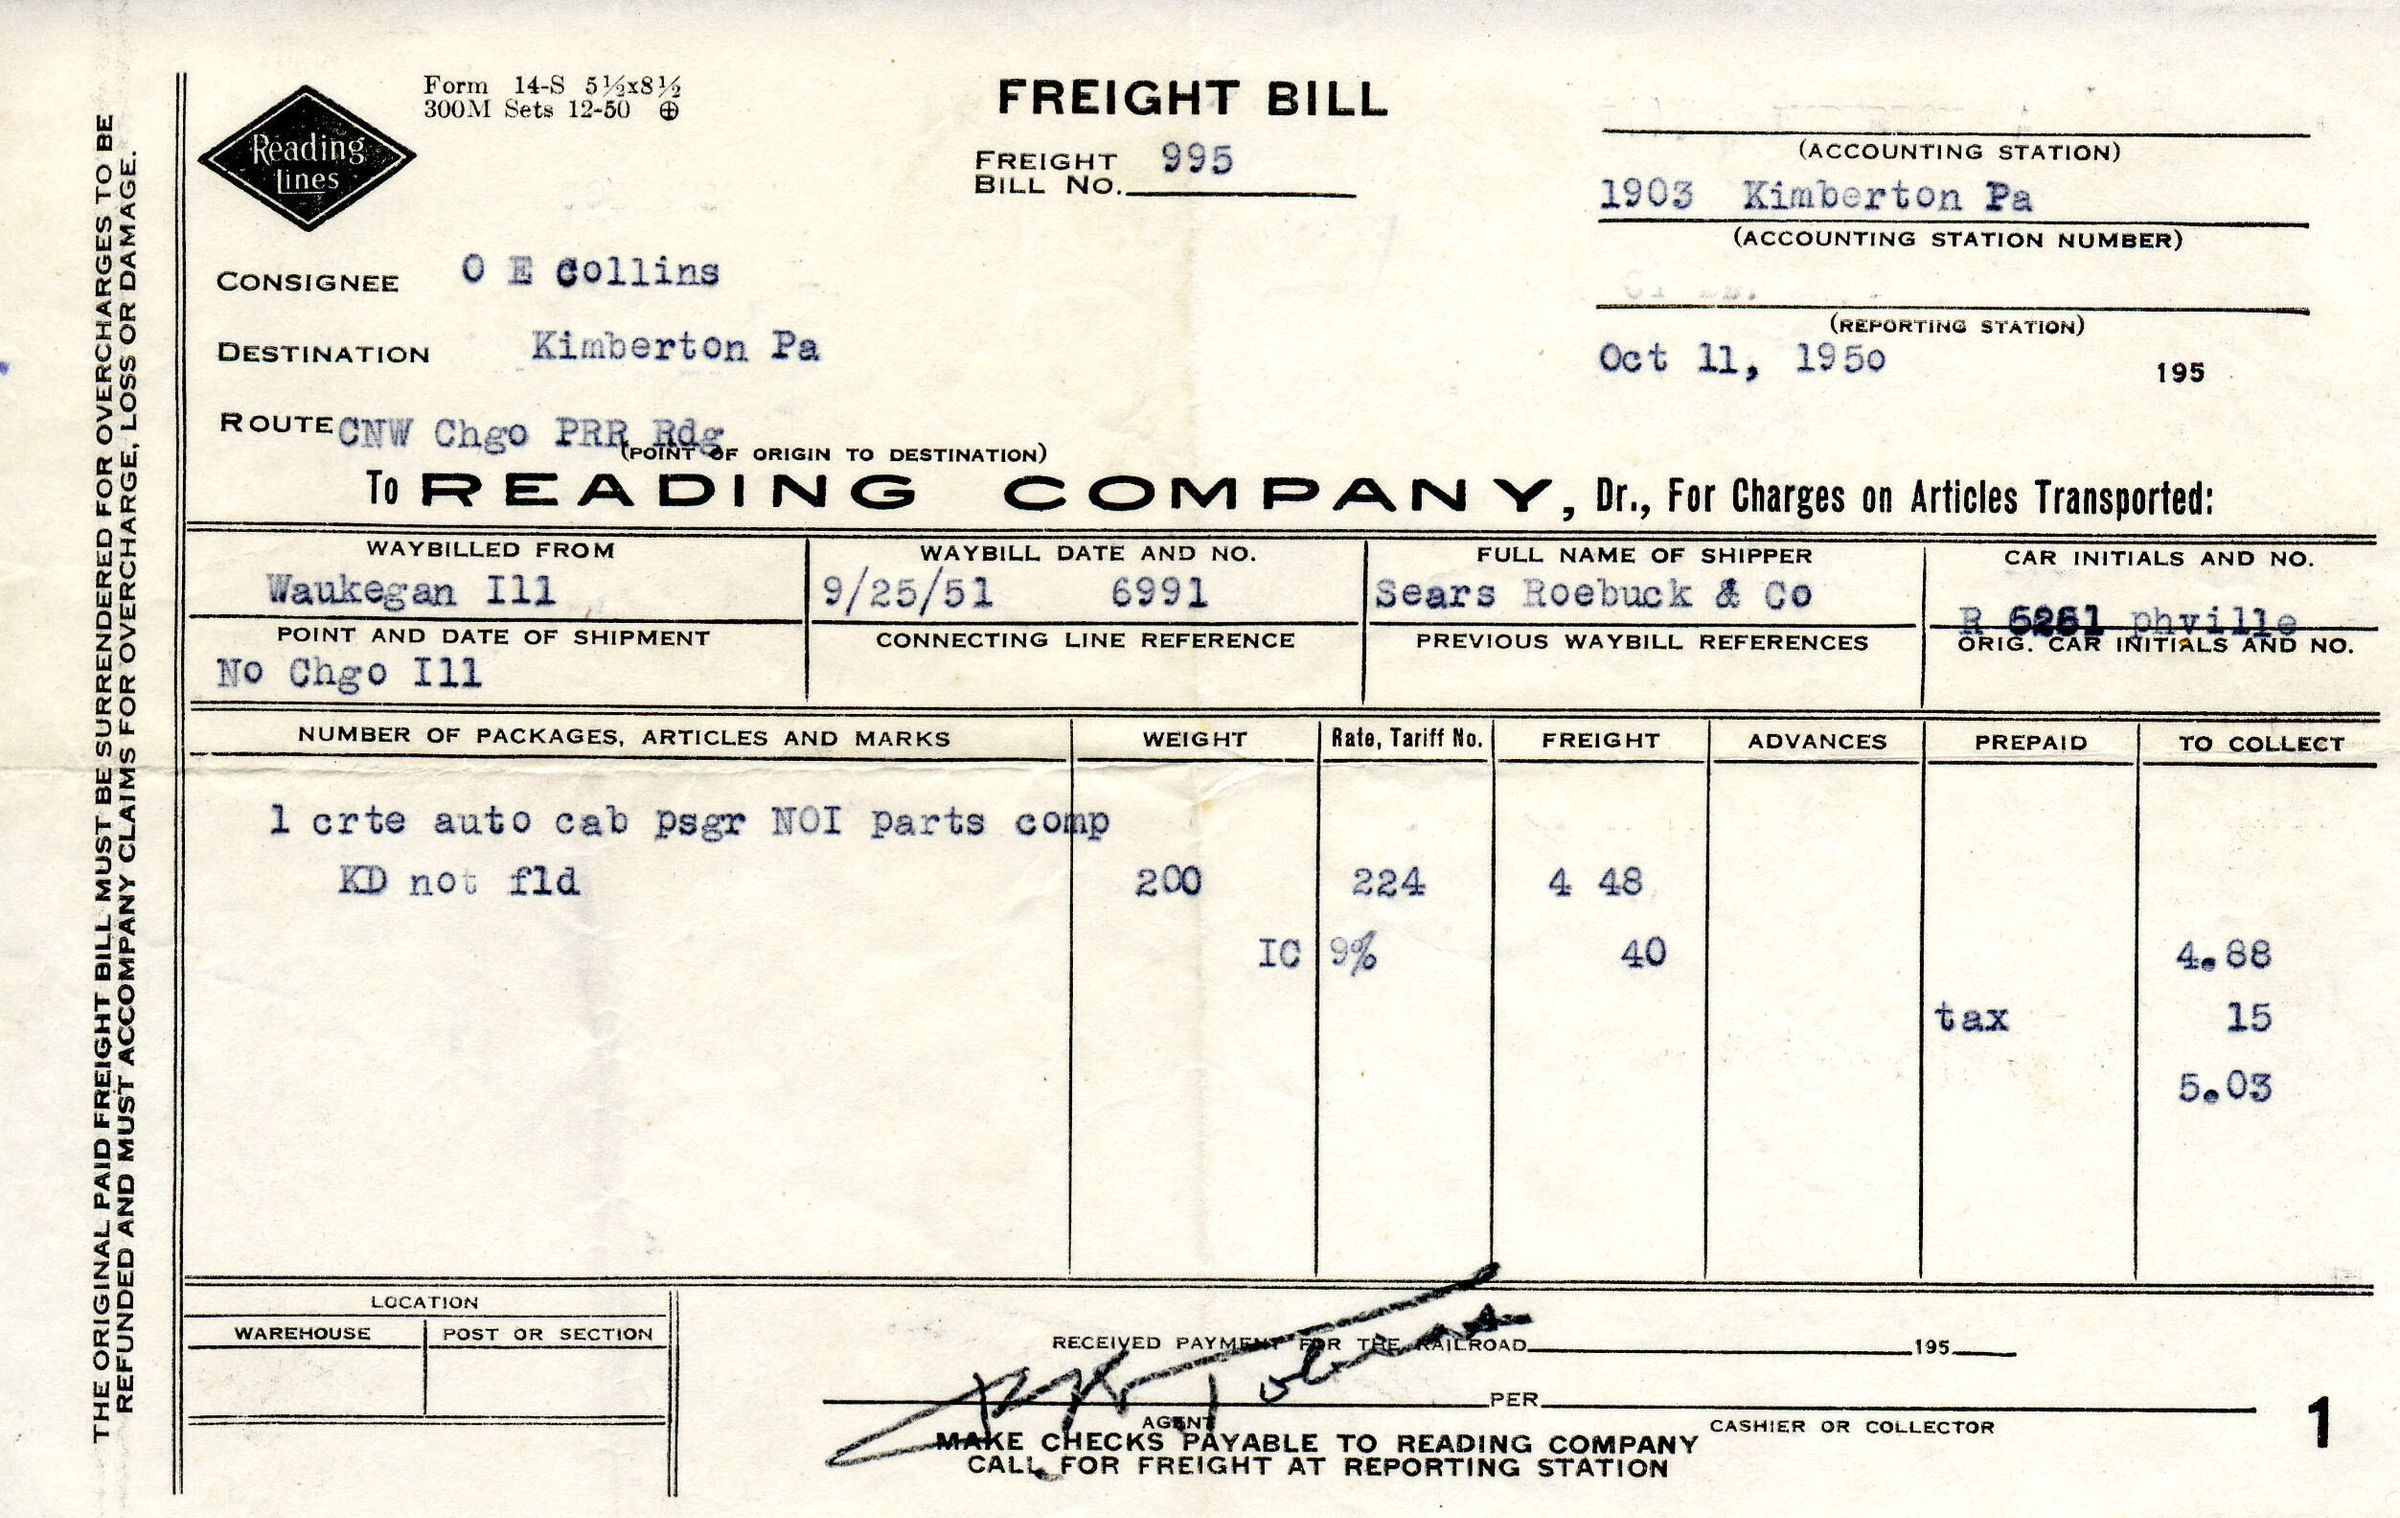 THE ORIGINAL PAID FREIGHT BILL MUST BE SURRENDERED FOR OVERCHARGES TO BE
REFUNDED AND MUST ACCOMPANY CLAIMS FOR OVERCHARGE, LOSS OR DAMAGE.
Reading
Lines
Form 14-S 5½x8½
300M Sets 12-50 ⊕
FREIGHT BILL
FREIGHT
BILL NO. 995
(ACCOUNTING STATION)
1903 Kimberton Pa
(ACCOUNTING STATION NUMBER)
(REPORTING STATION)
Oct 11, 1950 195
CONSIGNEE O E Collins
DESTINATION Kimberton Pa
ROUTE CNW Chgo PRR Rdg
(POINT OF ORIGIN TO DESTINATION)
To READING COMPANY, Dr., For Charges on Articles Transported:
WAYBILLED FROM WAYBILL DATE AND NO. FULL NAME OF SHIPPER CAR INITIALS AND NO.
Waukegan Ill 9/25/51 6991 Sears Roebuck & Co R phville
POINT AND DATE OF SHIPMENT CONNECTING LINE REFERENCE PREVIOUS WAYBILL REFERENCES ORIG. CAR INITIALS AND NO.
No Chgo Ill
NUMBER OF PACKAGES, ARTICLES AND MARKS WEIGHT Rate, Tariff No. FREIGHT ADVANCES PREPAID TO COLLECT
1 crte auto cab psgr NOI parts comp
KD not fld 200 224 4 48
IC 9% 40 4.88
tax 15
5.03
LOCATION
WAREHOUSE POST OR SECTION
RECEIVED PAYMENT FOR THE RAILROAD 195
PER
AGENT CASHIER OR COLLECTOR
MAKE CHECKS PAYABLE TO READING COMPANY
CALL FOR FREIGHT AT REPORTING STATION
1